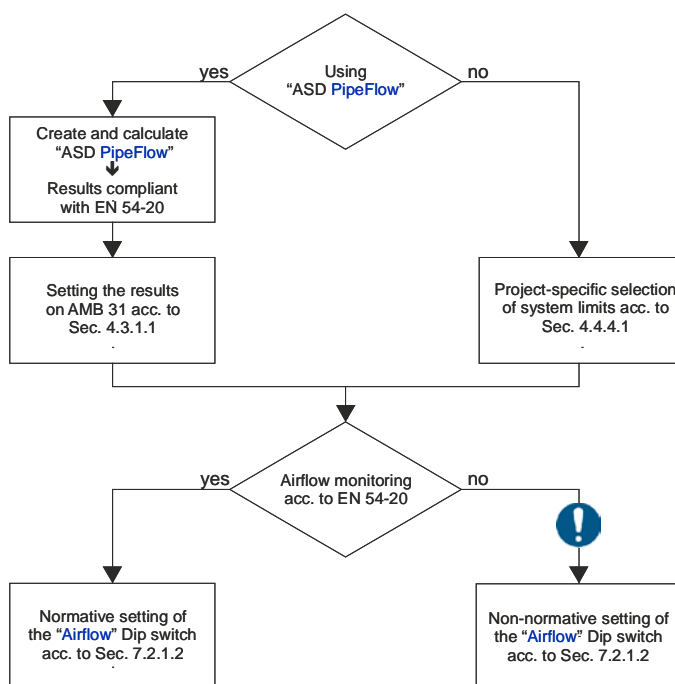 Using
"ASD PipeFlow"
yes
no
Create and calculate
"ASD PipeFlow"
Results compliant
with EN 54-20
Setting the results
on AMB 31 acc. to
Sec. 4.3.1.1
.
Project-specific selection
of system limits acc. to
Sec. 4.4.4.1
.
Airflow monitoring
acc. to EN 54-20
yes
no
!
Normative setting of
the "Airflow" Dip switch
acc. to Sec. 7.2.1.2
.
Non-normative setting of
the "Airflow" Dip switch
acc. to Sec. 7.2.1.2